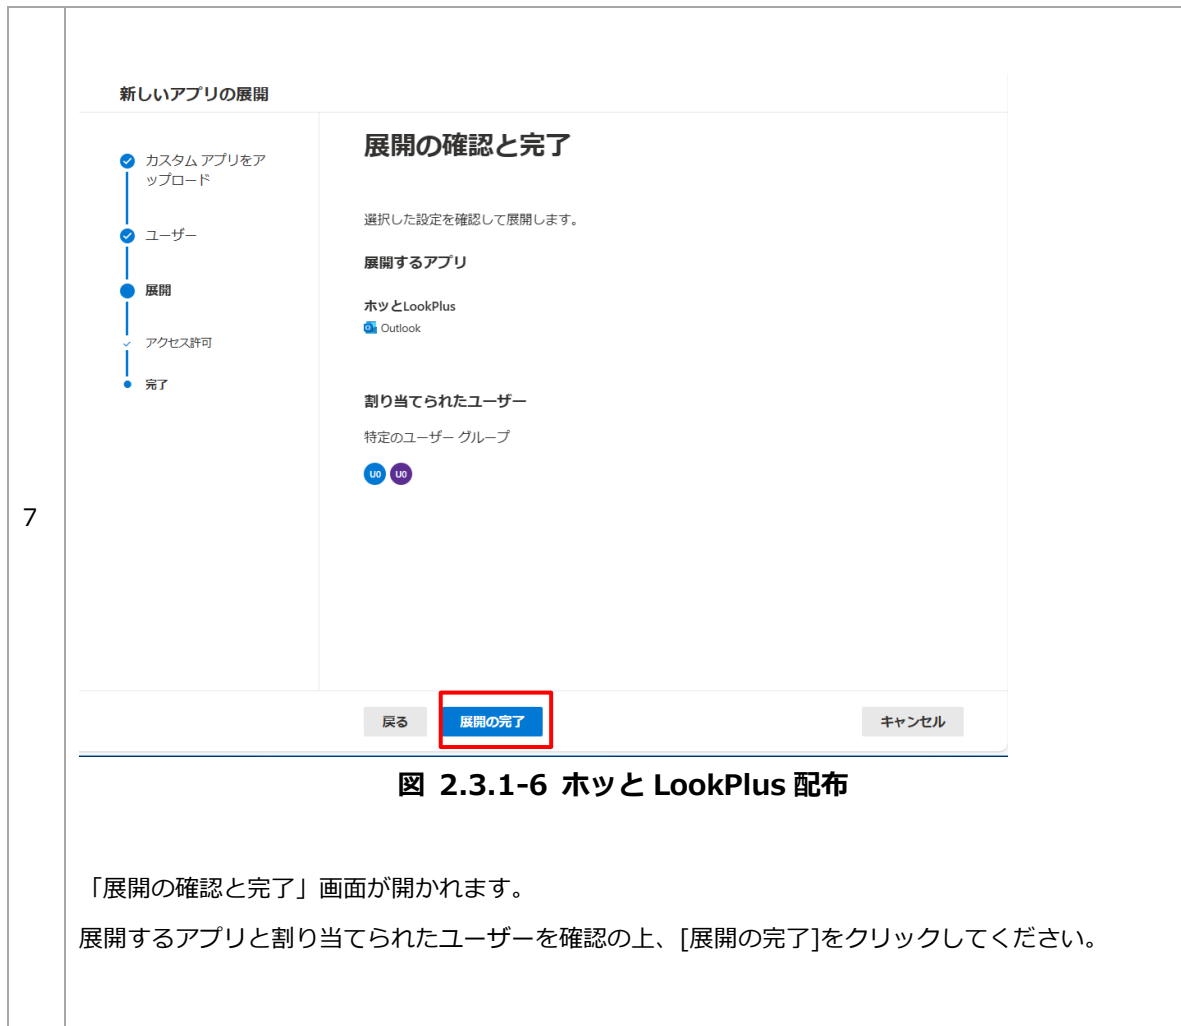 7
新しいアプリの展開
カスタム アプリをア
ップロード
ユーザー
展開
アクセス許可
完了
展開の確認と完了
選択した設定を確認して展開します。
展開するアプリ
ホッとLookPlus
Outlook
割り当てられたユーザー
特定のユーザー グループ
U0 U0
戻る 展開の完了 キャンセル
図 2.3.1-6 ホッと LookPlus 配布
「展開の確認と完了」画面が開かれます。
展開するアプリと割り当てられたユーザーを確認の上、[展開の完了]をクリックしてください。